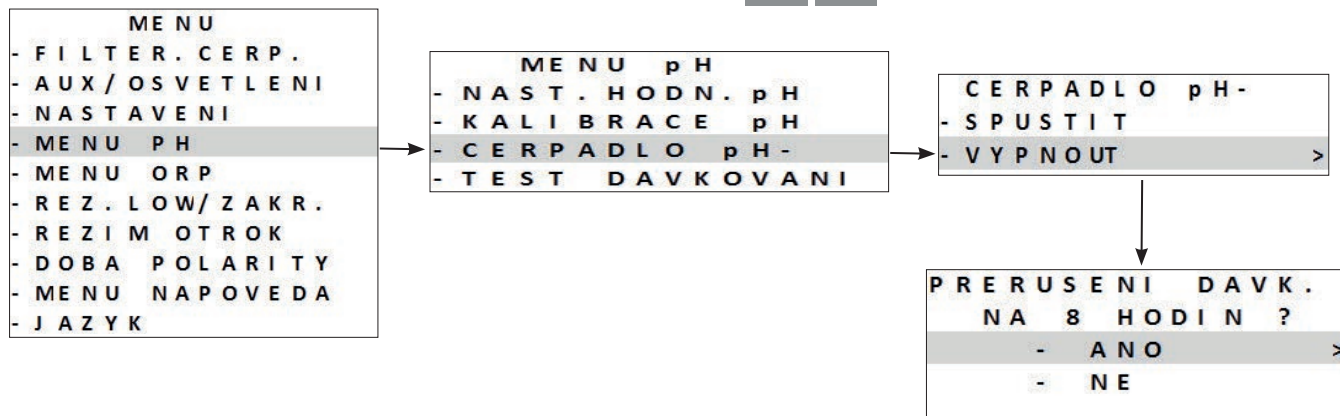 MENU
- FILTER.CERP.
- AUX/OSVETLENI
- NASTAVENI
- MENU PH
- MENU ORP
- REZ.LOW/ZAKR.
- REZIM OTROK
- DOBA POLARITY
- MENU NAPOVEDA
- JAZYK
MENU pH
- NAST.HODN.pH
- KALIBRACE pH
- CERPADLO pH-
- TEST DAVKOVANI
CERPADLO pH-
- SPUSTIT
- VYPNOUT >
PRERUSENI DAVK.
NA 8 HODIN ?
- ANO >
- NE